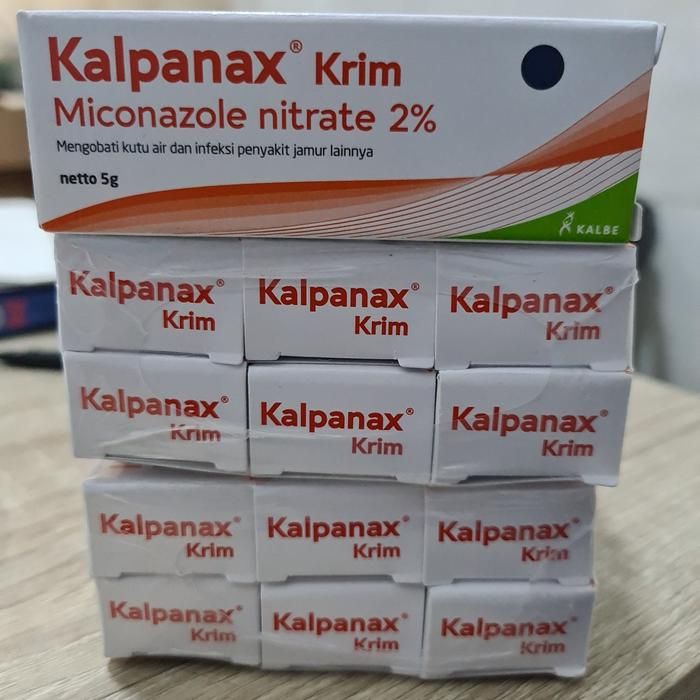 Kalpanax® Krim
Miconazole nitrate 2%
Mengobati kutu air dan infeksi penyakit jamur lainnya
netto 5g
KALBE
Kalpanax®
Krim
Kalpanax®
Krim
Kalpanax®
Krim
Kalpanax®
Krim
Kalpanax®
Krim
Kalpanax®
Krim
Kalpanax®
Krim
Kalpanax®
Krim
Kalpanax®
Krim
Kalpanax®
Krim
Kalpanax®
Krim
Kalpanax®
Krim